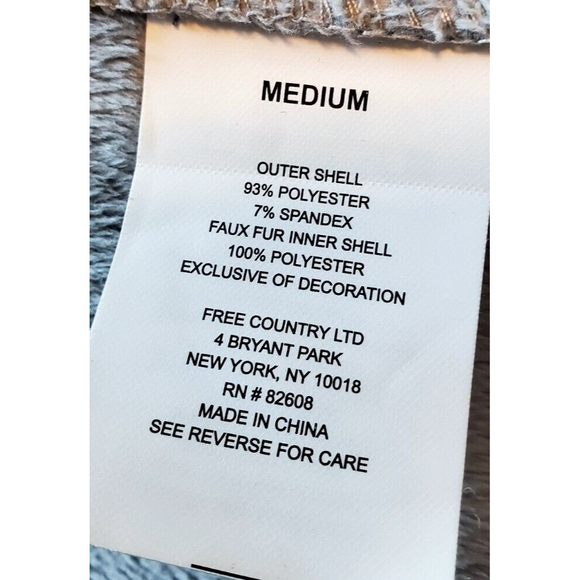 MEDIUM
OUTER SHELL
93% POLYESTER
7% SPANDEX
FAUX FUR INNER SHELL
100% POLYESTER
EXCLUSIVE OF DECORATION
FREE COUNTRY LTD
4 BRYANT PARK
NEW YORK, NY 10018
RN # 82608
MADE IN CHINA
SEE REVERSE FOR CARE